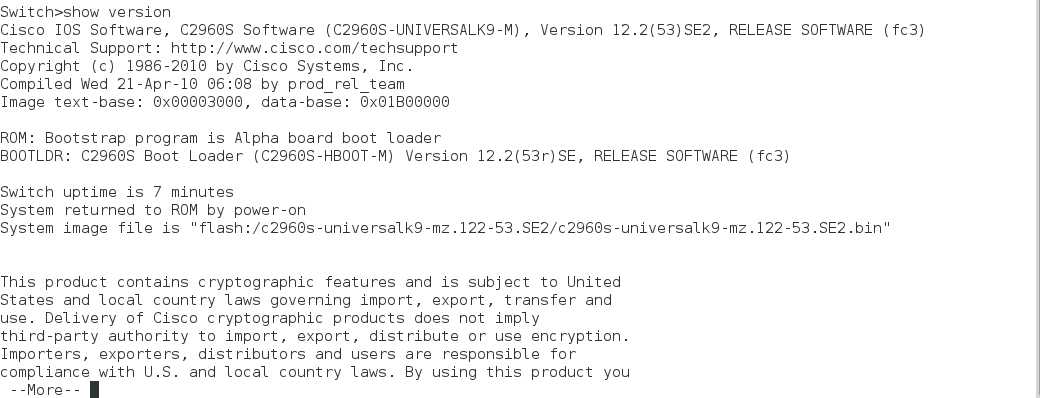 Switch>show version
Cisco IOS Software, C2960S Software (C2960S-UNIVERSALK9-M), Version 12.2(53)SE2, RELEASE SOFTWARE (fc3)
Technical Support: http://www.cisco.com/techsupport
Copyright (c) 1986-2010 by Cisco Systems, Inc.
Compiled Wed 21-Apr-10 06:08 by prod_rel_team
Image text-base: 0x00003000, data-base: 0x01B00000
ROM: Bootstrap program is Alpha board boot loader
BOOTLDR: C2960S Boot Loader (C2960S-HBOOT-M) Version 12.2(53r)SE, RELEASE SOFTWARE (fc3)
Switch uptime is 7 minutes
System returned to ROM by power-on
System image file is "flash:/c2960s-universalk9-mz.122-53.SE2/c2960s-universalk9-mz.122-53.SE2.bin"
This product contains cryptographic features and is subject to United
States and local country laws governing import, export, transfer and
use. Delivery of Cisco cryptographic products does not imply
third-party authority to import, export, distribute or use encryption.
Importers, exporters, distributors and users are responsible for
compliance with U.S. and local country laws. By using this product you
--More--